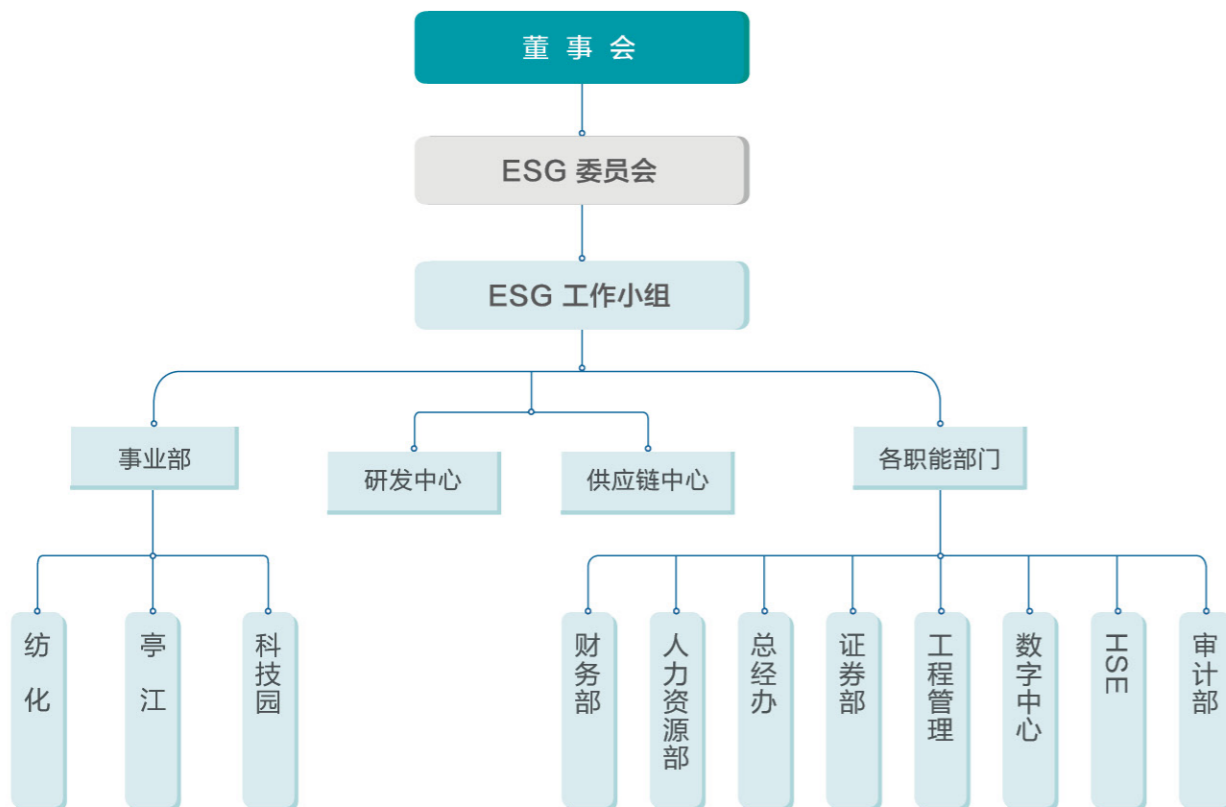 董事会
ESG 委员会
ESG 工作小组
事业部
研发中心
供应链中心
各职能部门
纺化
亭江
科技园
财务部
人力资源部
总经办
证券部
工程管理
数字中心
HSE
审计部